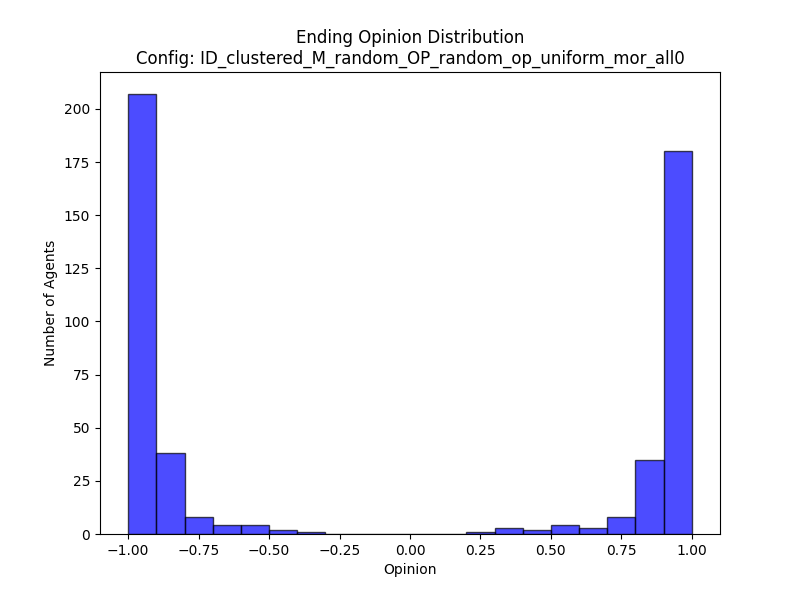 Ending Opinion Distribution
Config: ID_clustered_M_random_OP_random_op_uniform_mor_all0
200
175
150
125
100
75
50
25
0
Number of Agents
−1.00 −0.75 −0.50 −0.25 0.00 0.25 0.50 0.75 1.00
Opinion